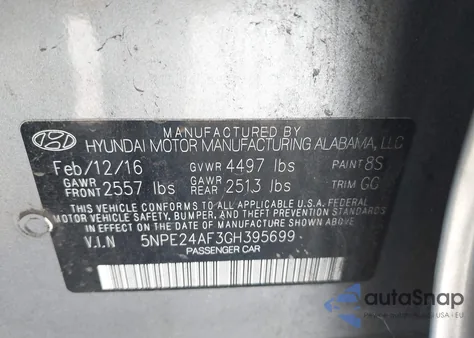 MANUFACTURED BY
HYUNDAI MOTOR MANUFACTURING ALABAMA, LLC
Feb/12/16 GVWR 4497 lbs PAINT 8S
GAWR FRONT 2557 lbs GAWR REAR 2513 lbs TRIM GG
THIS VEHICLE CONFORMS TO ALL APPLICABLE U.S.A. FEDERAL
MOTOR VEHICLE SAFETY, BUMPER, AND THEFT PREVENTION
STANDARDS IN EFFECT ON THE DATE OF MANUFACTURE SHOWN ABOVE.
V.I.N 5NPE24AF3GH395699
PASSENGER CAR
autoSnap